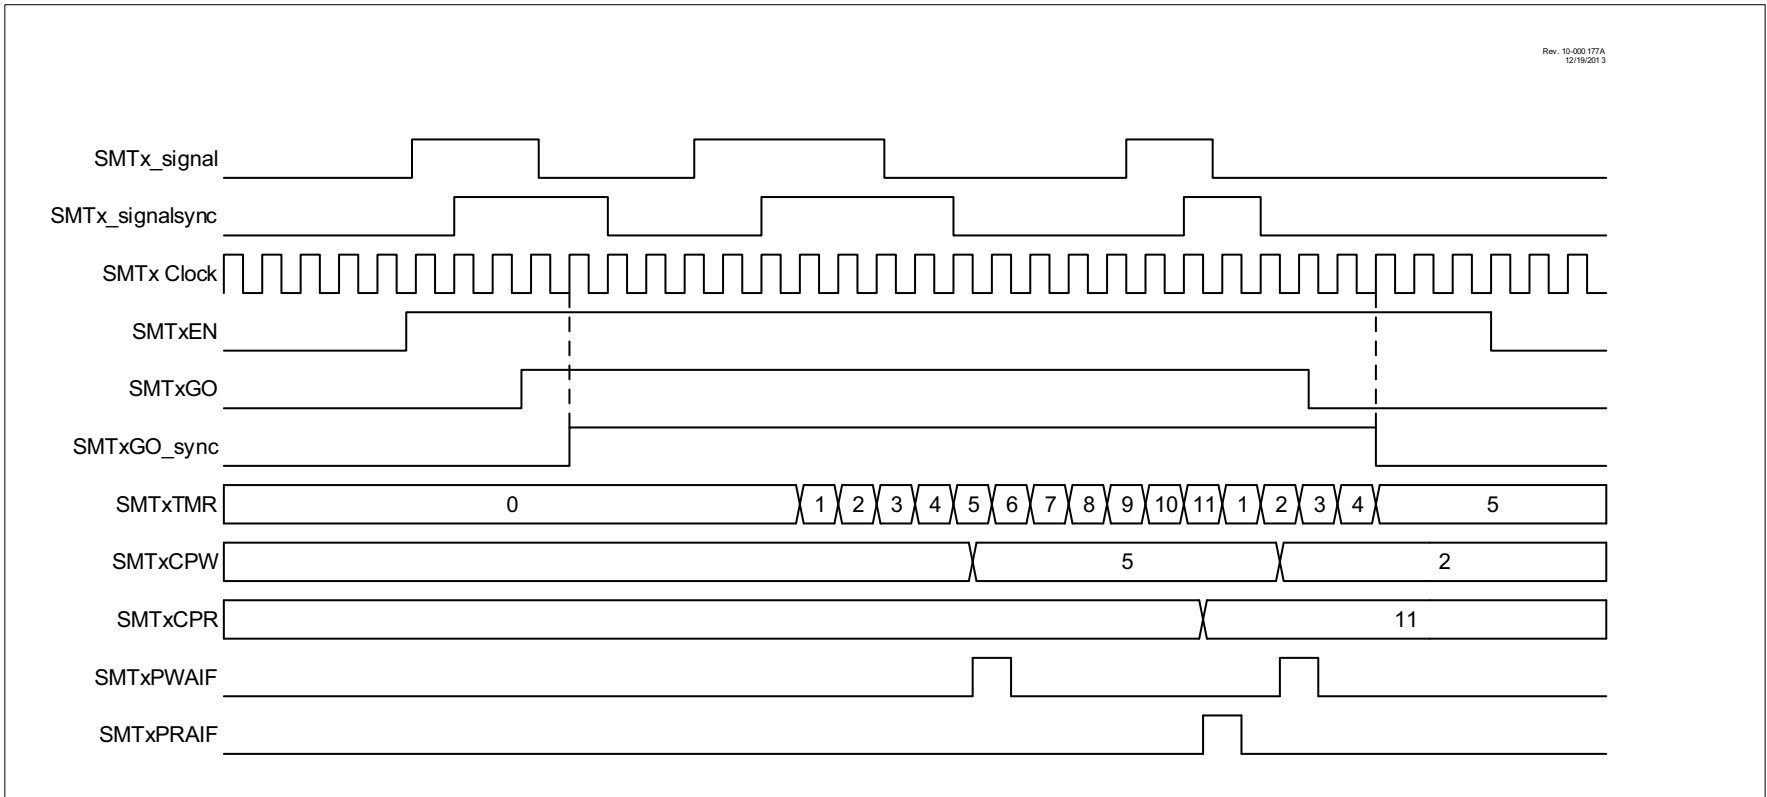 Rev. 10-000 177A
12/19/201 3
SMTx_signal
SMTx_signalsync
SMTx Clock
SMTxEN
SMTxGO
SMTxGO_sync
SMTxTMR 0 1 2 3 4 5 6 7 8 9 10 11 1 2 3 4 5
SMTxCPW 5 2
SMTxCPR 11
SMTxPWAIF
SMTxPRAIF